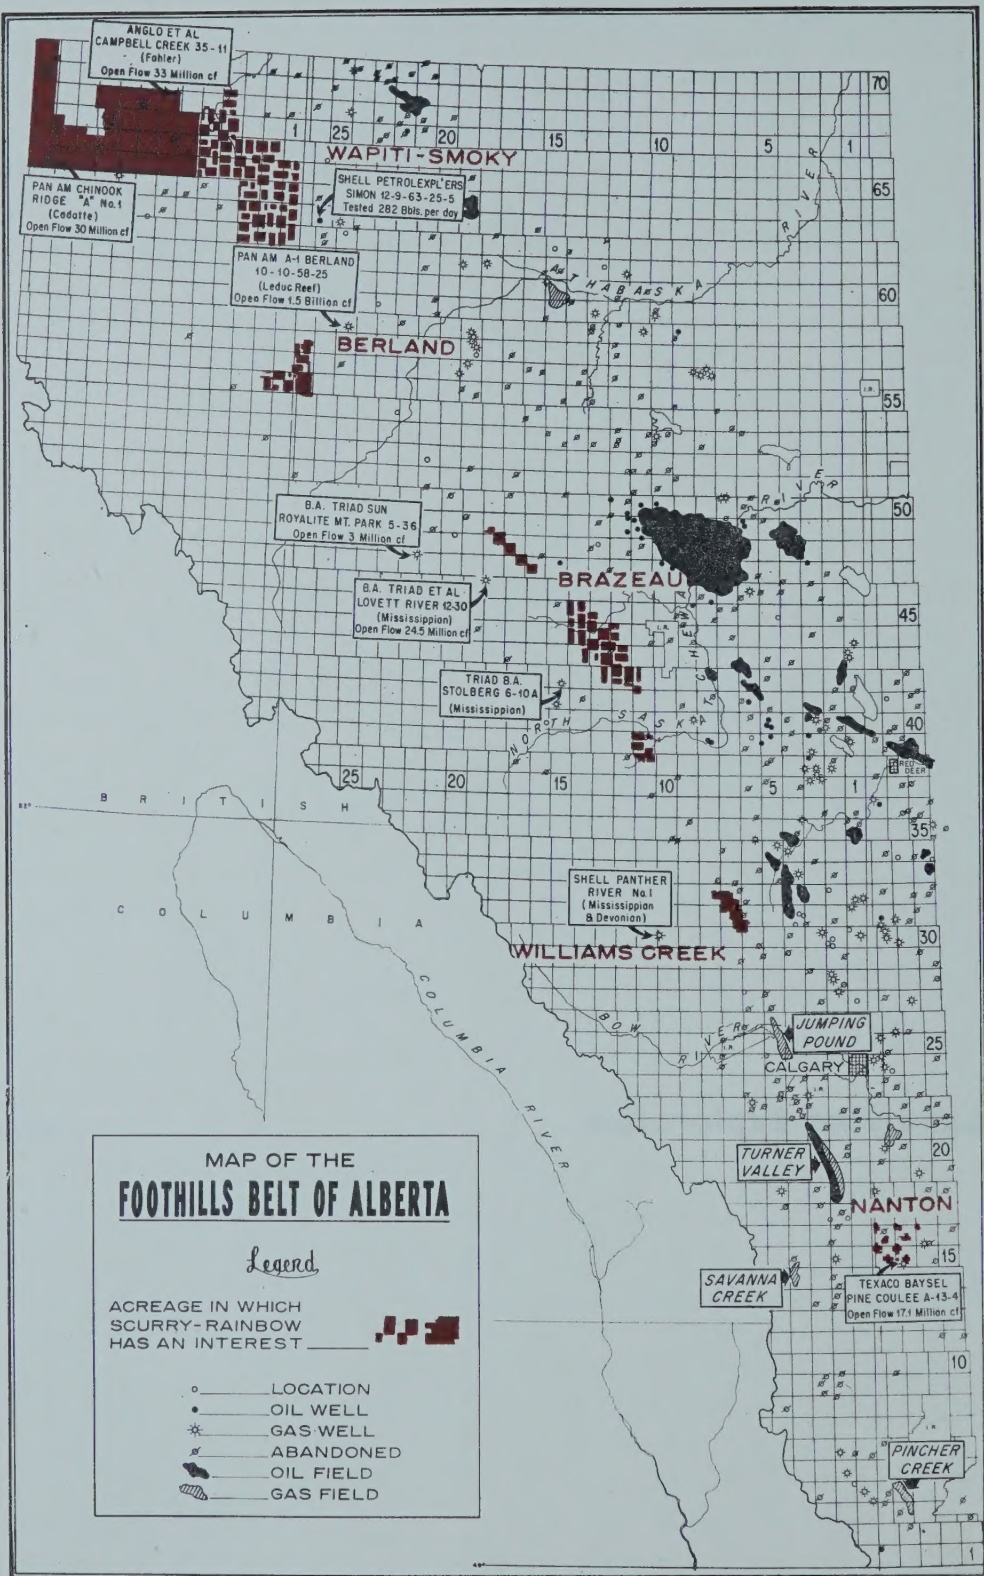 ANGLO ET AL
CAMPBELL CREEK 35-11
(Fahler)
Open Flow 33 Million cf
70
1
25
20
15
10
5
1
WAPITI-SMOKY
65
PAN AM CHINOOK
RIDGE "A" No.1
(Cadotte)
Open Flow 30 Million cf
SHELL PETROLEXPL'ERS
SIMON 12-9-63-25-5
Tested 282 Bbls. per day
RIVER
PAN AM A-1 BERLAND
10-10-58-25
(Leduc Reef)
Open Flow 1.5 Billion cf
ATHABASKA
60
BERLAND
I.R.
55
RIVER
50
B.A. TRIAD SUN
ROYALITE MT. PARK 5-36
Open Flow 3 Million cf
BRAZEAU
B.A. TRIAD ET AL
LOVETT RIVER 12-30
(Mississippian)
Open Flow 24.5 Million cf
I.R.
45
TRIAD B.A.
STOLBERG 6-10A
(Mississippian)
NORTH SASKATCHEWAN
40
RED
DEER
25
20
15
10
5
1
52°
BRITISH
35
SHELL PANTHER
RIVER No.1
(Mississippian
& Devonian)
COLUMBIA
30
WILLIAMS CREEK
COLUMBIA RIVER
BOW RIVER
I.R.
JUMPING
POUND
25
CALGARY
I.R.
TURNER
VALLEY
20
NANTON
15
SAVANNA
CREEK
TEXACO BAYSEL
PINE COULEE A-13-4
Open Flow 17.1 Million cf
10
I.R.
PINCHER
CREEK
1
49°
MAP OF THE
FOOTHILLS BELT OF ALBERTA
Legend
ACREAGE IN WHICH
SCURRY-RAINBOW
HAS AN INTEREST
LOCATION
OIL WELL
GAS WELL
ABANDONED
OIL FIELD
GAS FIELD